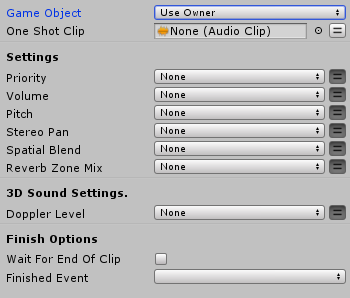 Game Object Use Owner
One Shot Clip None (Audio Clip)
Settings
Priority None
Volume None
Pitch None
Stereo Pan None
Spatial Blend None
Reverb Zone Mix None
3D Sound Settings.
Doppler Level None
Finish Options
Wait For End Of Clip
Finished Event